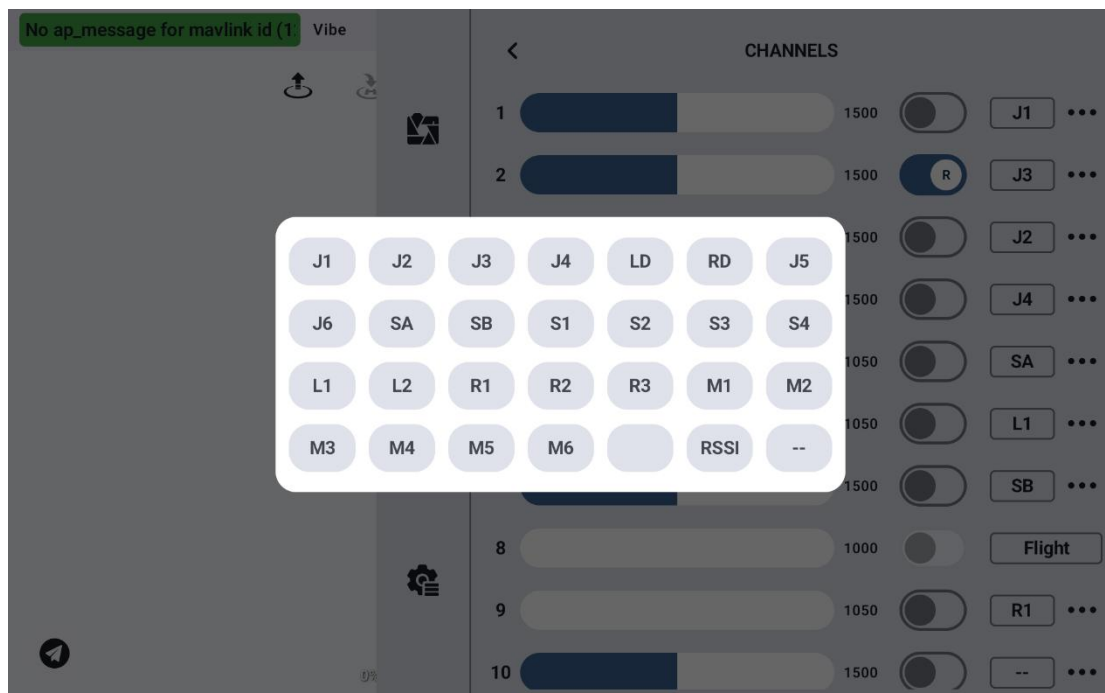 No ap_message for mavlink id (1
Vibe
CHANNELS
1 1500 J1
2 1500 R J3
1500 J2
1500 J4
1050 SA
1050 L1
1500 SB
8 1000 Flight
9 1050 R1
10 1500 --
J1 J2 J3 J4 LD RD J5
J6 SA SB S1 S2 S3 S4
L1 L2 R1 R2 R3 M1 M2
M3 M4 M5 M6 RSSI --
0%